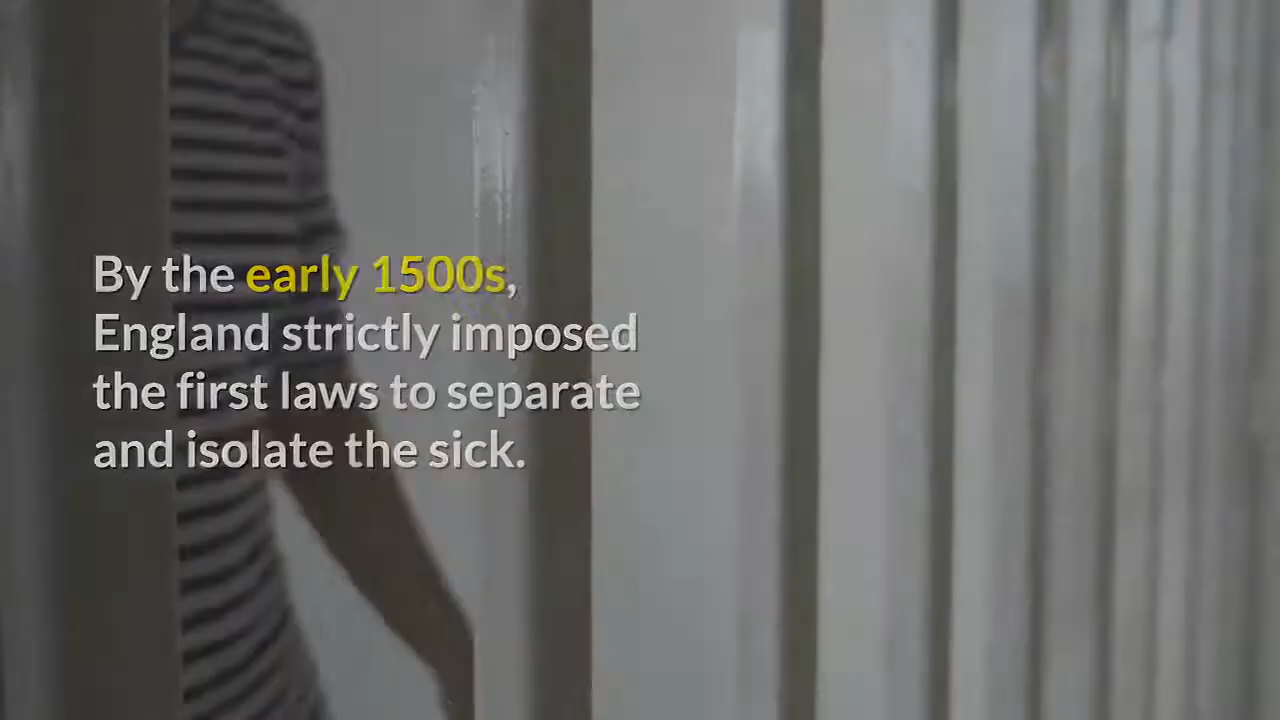 By the early 1500s,
England strictly imposed
the first laws to separate
and isolate the sick.